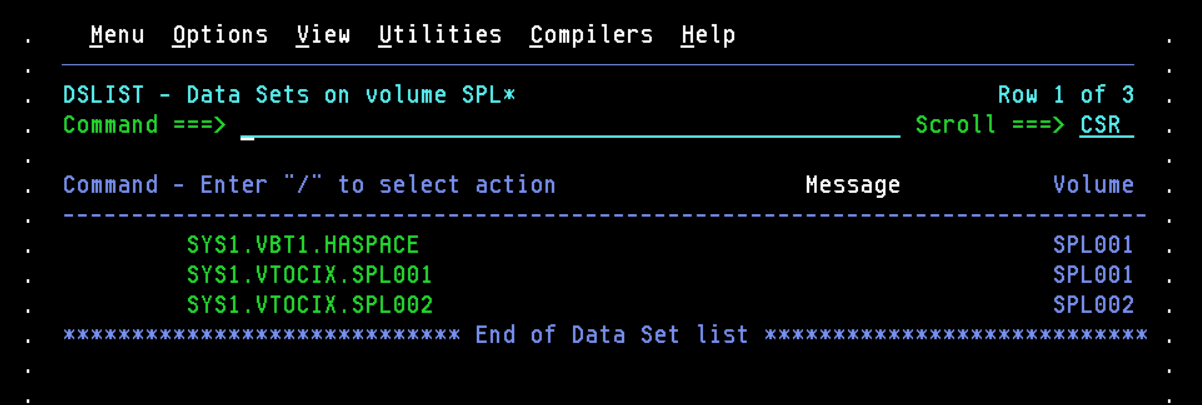 Menu Options View Utilities Compilers Help
DSLIST - Data Sets on volume SPL* Row 1 of 3
Command ===> Scroll ===> CSR
Command - Enter "/" to select action Message Volume
-------------------------------------------------------------------------------
SYS1.VBT1.HASPACE SPL001
SYS1.VTOCIX.SPL001 SPL001
SYS1.VTOCIX.SPL002 SPL002
***************************** End of Data Set list ****************************